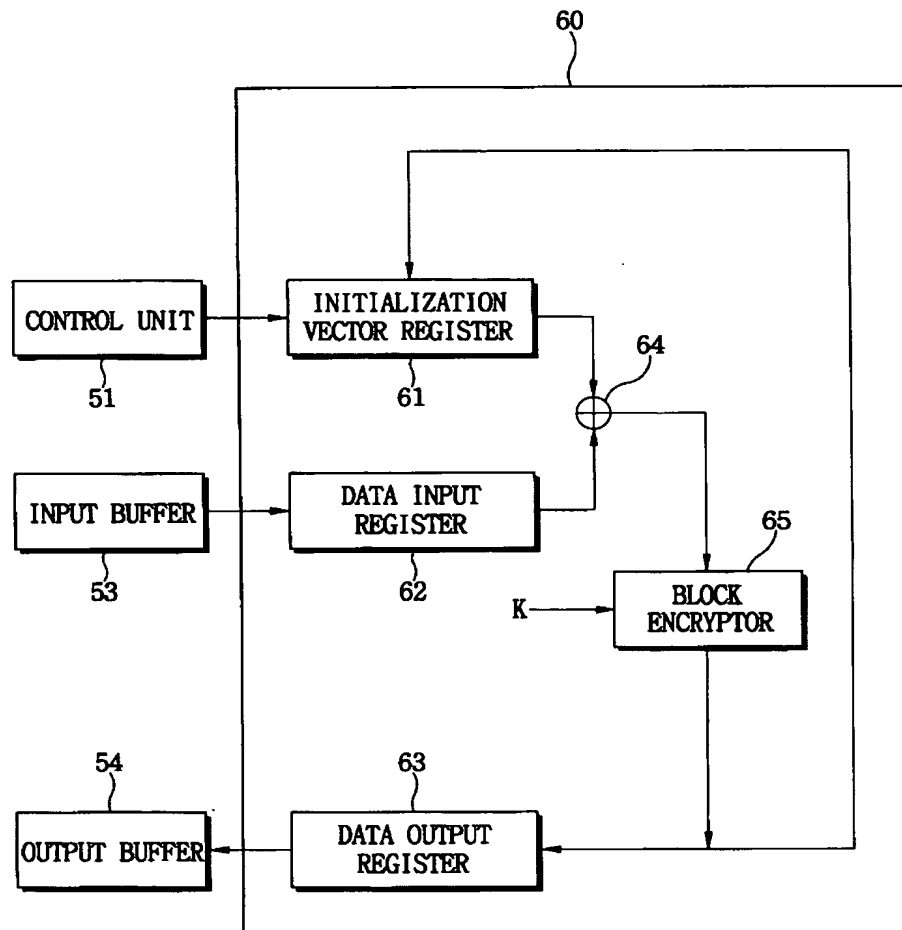 60
CONTROL UNIT
51
INITIALIZATION
VECTOR REGISTER
61
64
INPUT BUFFER
53
DATA INPUT
REGISTER
62
65
K
BLOCK
ENCRYPTOR
54
OUTPUT BUFFER
63
DATA OUTPUT
REGISTER